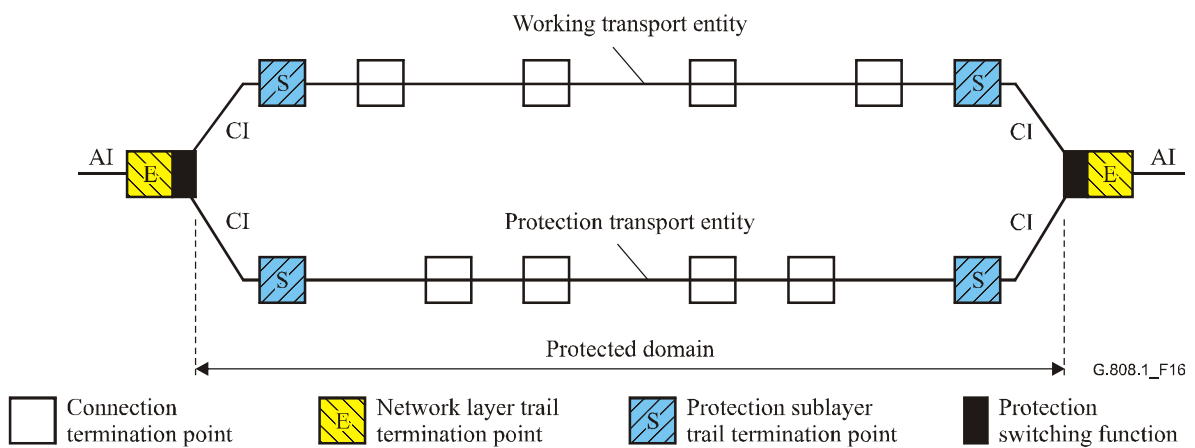 Working transport entity
S
S
CI
CI
AI
E
E
AI
CI
CI
Protection transport entity
S
S
Protected domain
G.808.1_F16
Connection
termination point
E
Network layer trail
termination point
S
Protection sublayer
trail termination point
Protection
switching function